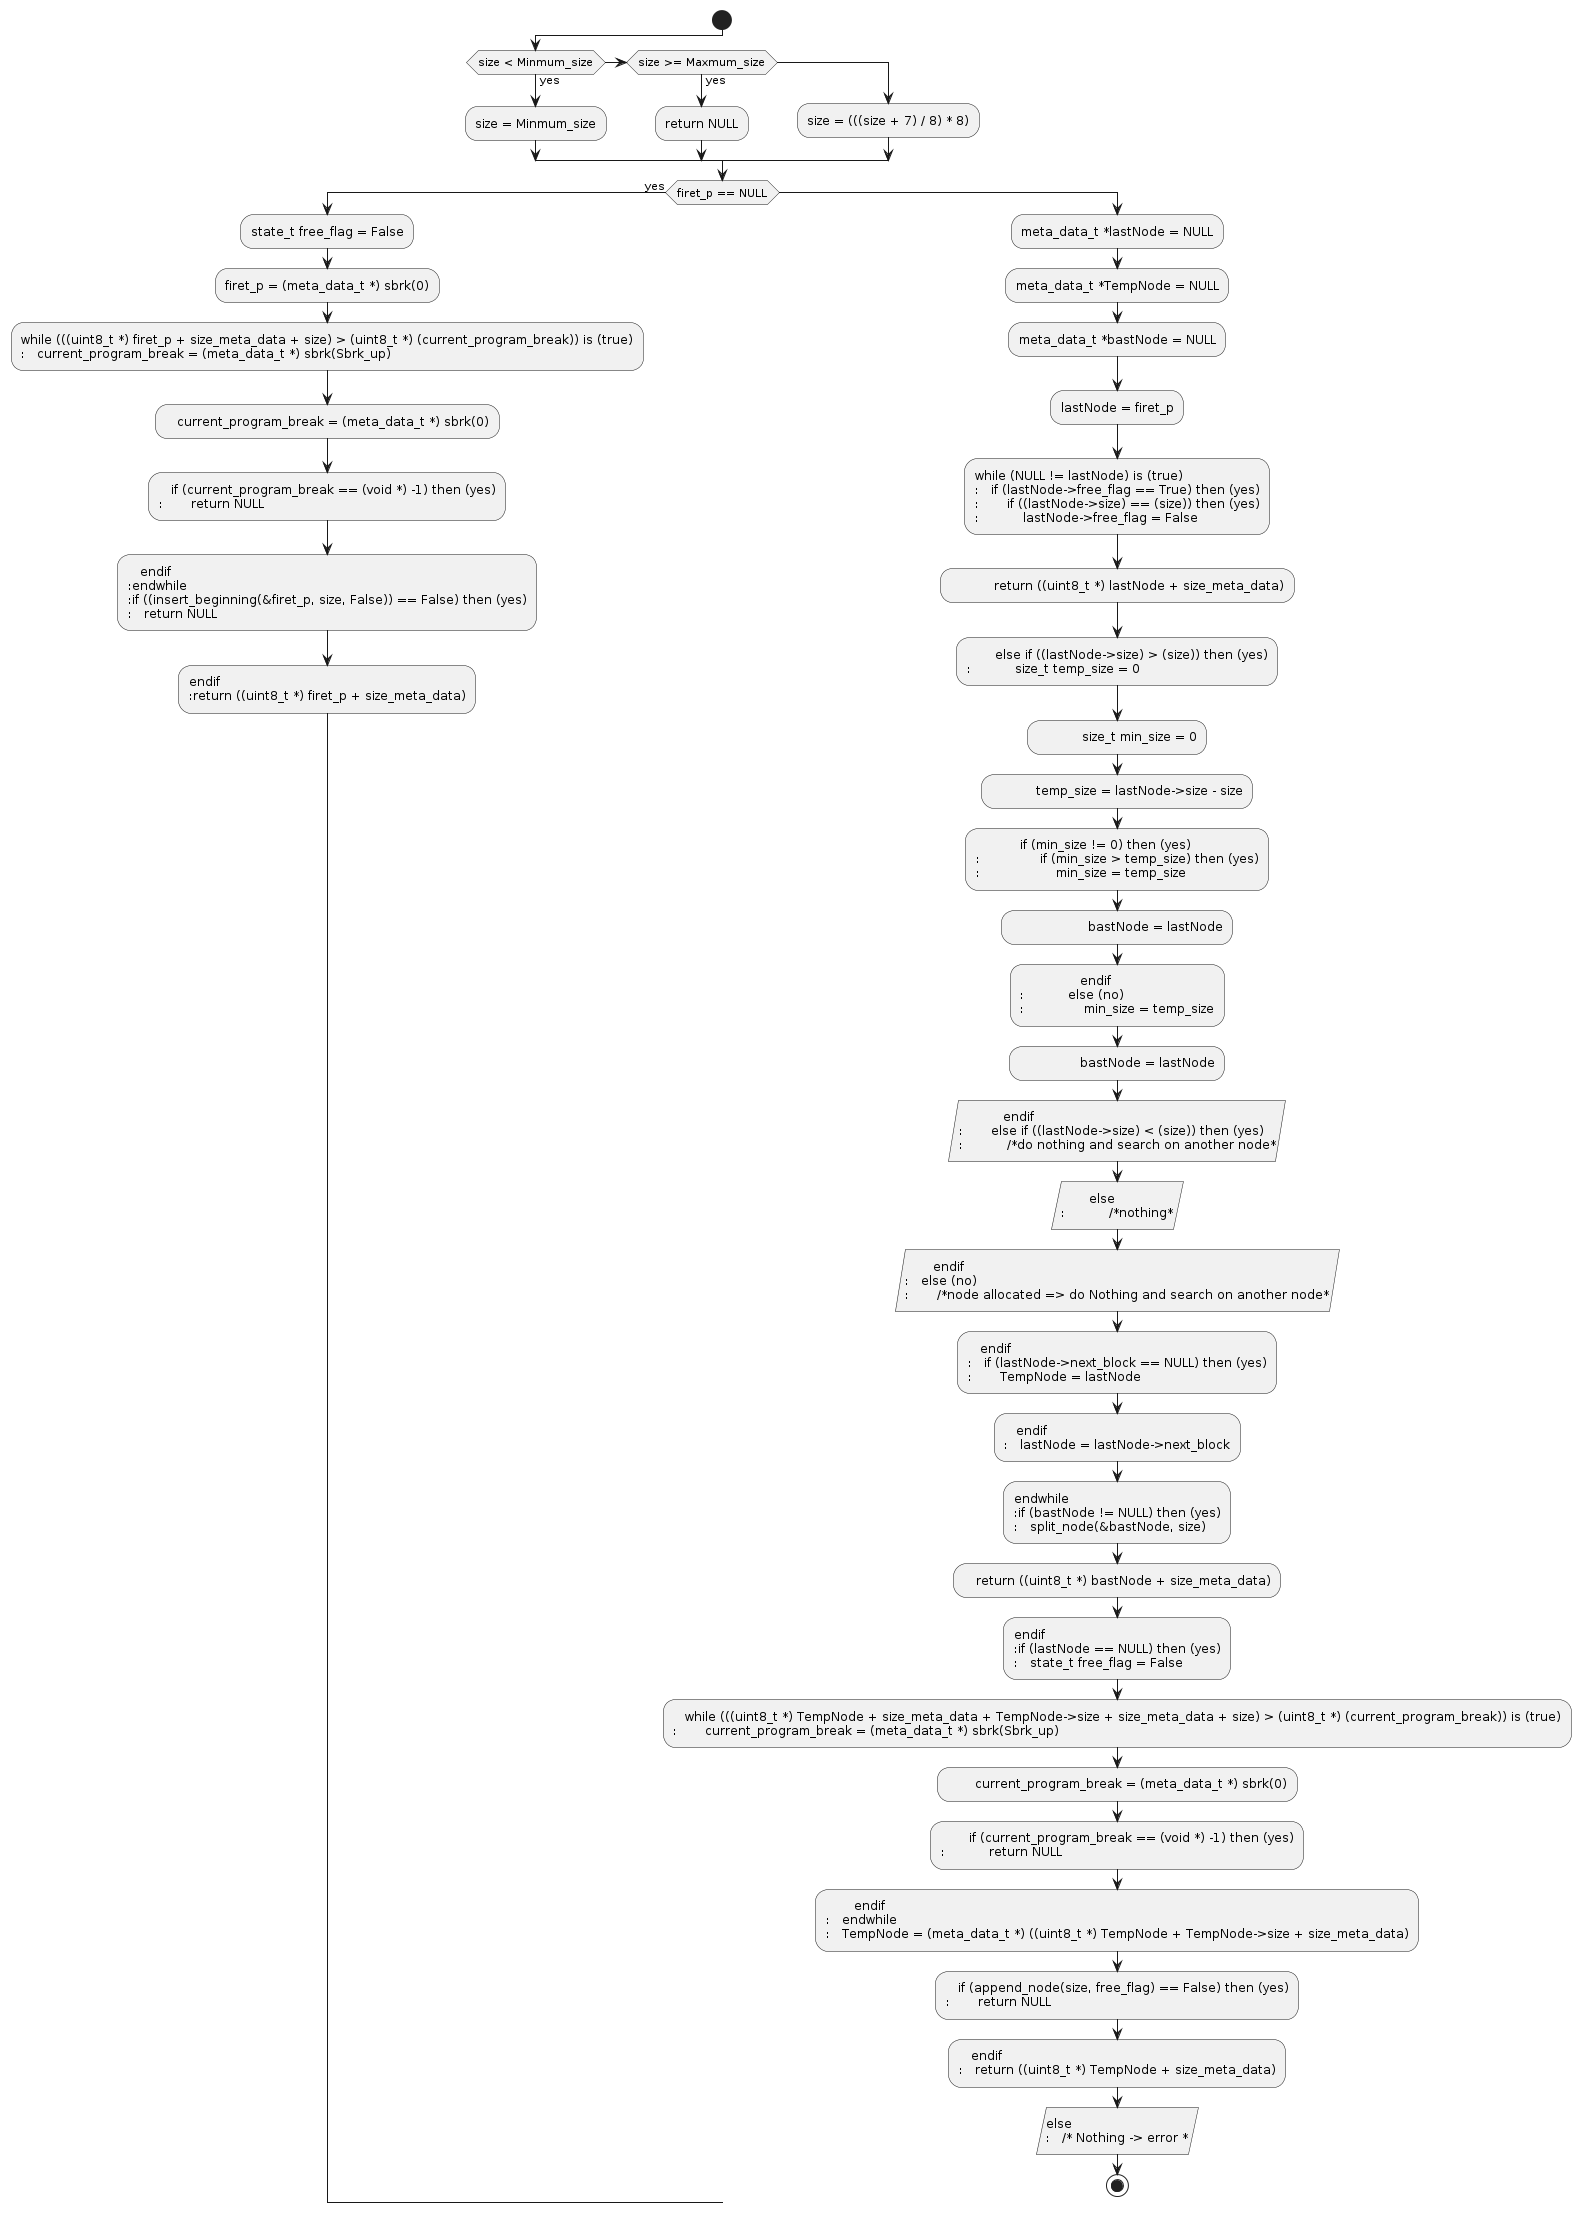 size < Minmum_size
size >= Maxmum_size
yes
yes
size = Minmum_size
return NULL
size = (((size + 7) / 8) * 8)
yes
firet_p == NULL
state_t free_flag = False
firet_p = (meta_data_t *) sbrk(0)
while (((uint8_t *) firet_p + size_meta_data + size) > (uint8_t *) (current_program_break)) is (true)
:   current_program_break = (meta_data_t *) sbrk(Sbrk_up)
current_program_break = (meta_data_t *) sbrk(0)
if (current_program_break == (void *) -1) then (yes)
:       return NULL
endif
:endwhile
:if ((insert_beginning(&firet_p, size, False)) == False) then (yes)
:   return NULL
endif
:return ((uint8_t *) firet_p + size_meta_data)
meta_data_t *lastNode = NULL
meta_data_t *TempNode = NULL
meta_data_t *bastNode = NULL
lastNode = firet_p
while (NULL != lastNode) is (true)
:   if (lastNode->free_flag == True) then (yes)
:       if ((lastNode->size) == (size)) then (yes)
:           lastNode->free_flag = False
return ((uint8_t *) lastNode + size_meta_data)
else if ((lastNode->size) > (size)) then (yes)
:           size_t temp_size = 0
size_t min_size = 0
temp_size = lastNode->size - size
if (min_size != 0) then (yes)
:               if (min_size > temp_size) then (yes)
:                   min_size = temp_size
bastNode = lastNode
endif
:           else (no)
:               min_size = temp_size
bastNode = lastNode
endif
:       else if ((lastNode->size) < (size)) then (yes)
:           /*do nothing and search on another node*
else
:           /*nothing*
endif
:   else (no)
:       /*node allocated => do Nothing and search on another node*
endif
:   if (lastNode->next_block == NULL) then (yes)
:       TempNode = lastNode
endif
:   lastNode = lastNode->next_block
endwhile
:if (bastNode != NULL) then (yes)
:   split_node(&bastNode, size)
return ((uint8_t *) bastNode + size_meta_data)
endif
:if (lastNode == NULL) then (yes)
:   state_t free_flag = False
while (((uint8_t *) TempNode + size_meta_data + TempNode->size + size_meta_data + size) > (uint8_t *) (current_program_break)) is (true)
:       current_program_break = (meta_data_t *) sbrk(Sbrk_up)
current_program_break = (meta_data_t *) sbrk(0)
if (current_program_break == (void *) -1) then (yes)
:           return NULL
endif
:   endwhile
:   TempNode = (meta_data_t *) ((uint8_t *) TempNode + TempNode->size + size_meta_data)
if (append_node(size, free_flag) == False) then (yes)
:       return NULL
endif
:   return ((uint8_t *) TempNode + size_meta_data)
else
:   /* Nothing -> error *